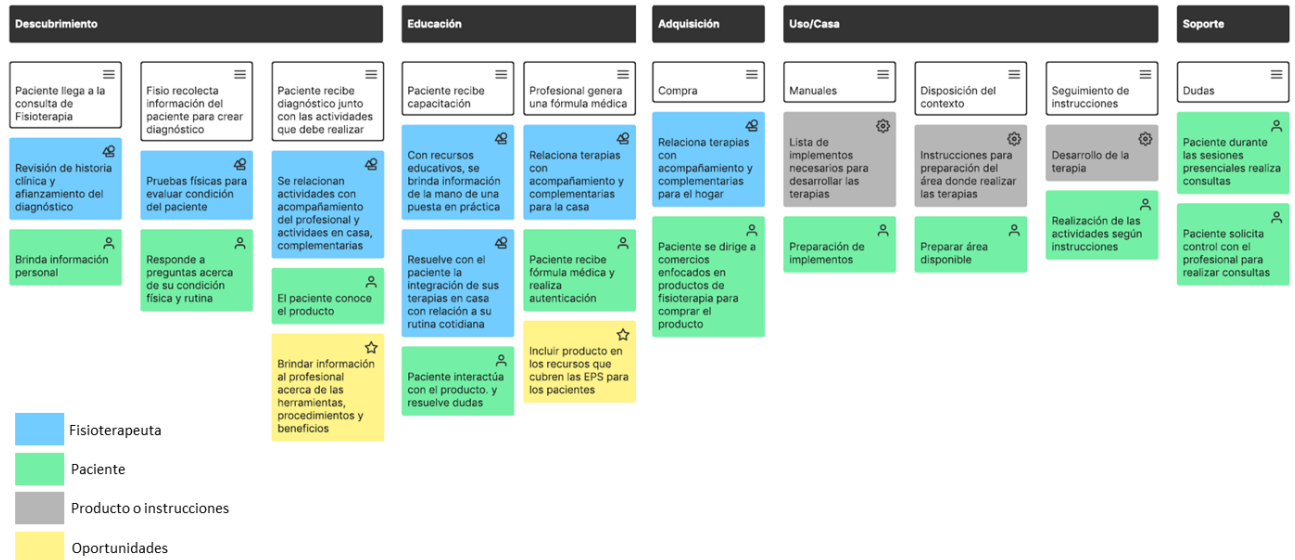 Descubrimiento
Educación
Adquisición
Uso/Casa
Soporte
Paciente llega a la
consulta de
Fisioterapia
Revisión de historia
clínica y
afianzamiento del
diagnóstico
Brinda información
personal
Fisio recolecta
información del
paciente para crear
diagnóstico
Pruebas físicas para
evaluar condición
del paciente
Responde a
preguntas acerca
de su condición
física y rutina
Paciente recibe
diagnóstico junto
con las actividades
que debe realizar
Se relacionan
actividades con
acompañamiento
del profesional y
actividaes en casa,
complementarias
El paciente conoce
el producto
Brindar información
al profesional
acerca de las
herramientas,
procedimientos y
beneficios
Paciente recibe
capacitación
Con recursos
educativos, se
brinda información
de la mano de una
puesta en práctica
Resuelve con el
paciente la
integración de sus
terapias en casa
con relación a su
rutina cotidiana
Paciente interactúa
con el producto. y
resuelve dudas
Profesional genera
una fórmula médica
Relaciona terapias
con
acompañamiento y
complementarias
para la casa
Paciente recibe
fórmula médica y
realiza
autenticación
Incluir producto en
los recursos que
cubren las EPS para
los pacientes
Compra
Relaciona terapias
con
acompañamiento y
complementarias
para el hogar
Paciente se dirige a
comercios
enfocados en
productos de
fisioterapia para
comprar el
producto
Manuales
Lista de
implementos
necesarios para
desarrollar las
terapias
Preparación de
implementos
Disposición del
contexto
Instrucciones para
preparación del
área donde realizar
las terapias
Preparar área
disponible
Seguimiento de
instrucciones
Desarrollo de la
terapia
Realización de las
actividades según
instrucciones
Dudas
Paciente durante
las sesiones
presenciales realiza
consultas
Paciente solicita
control con el
profesional para
realizar consultas
Fisioterapeuta
Paciente
Producto o instrucciones
Oportunidades